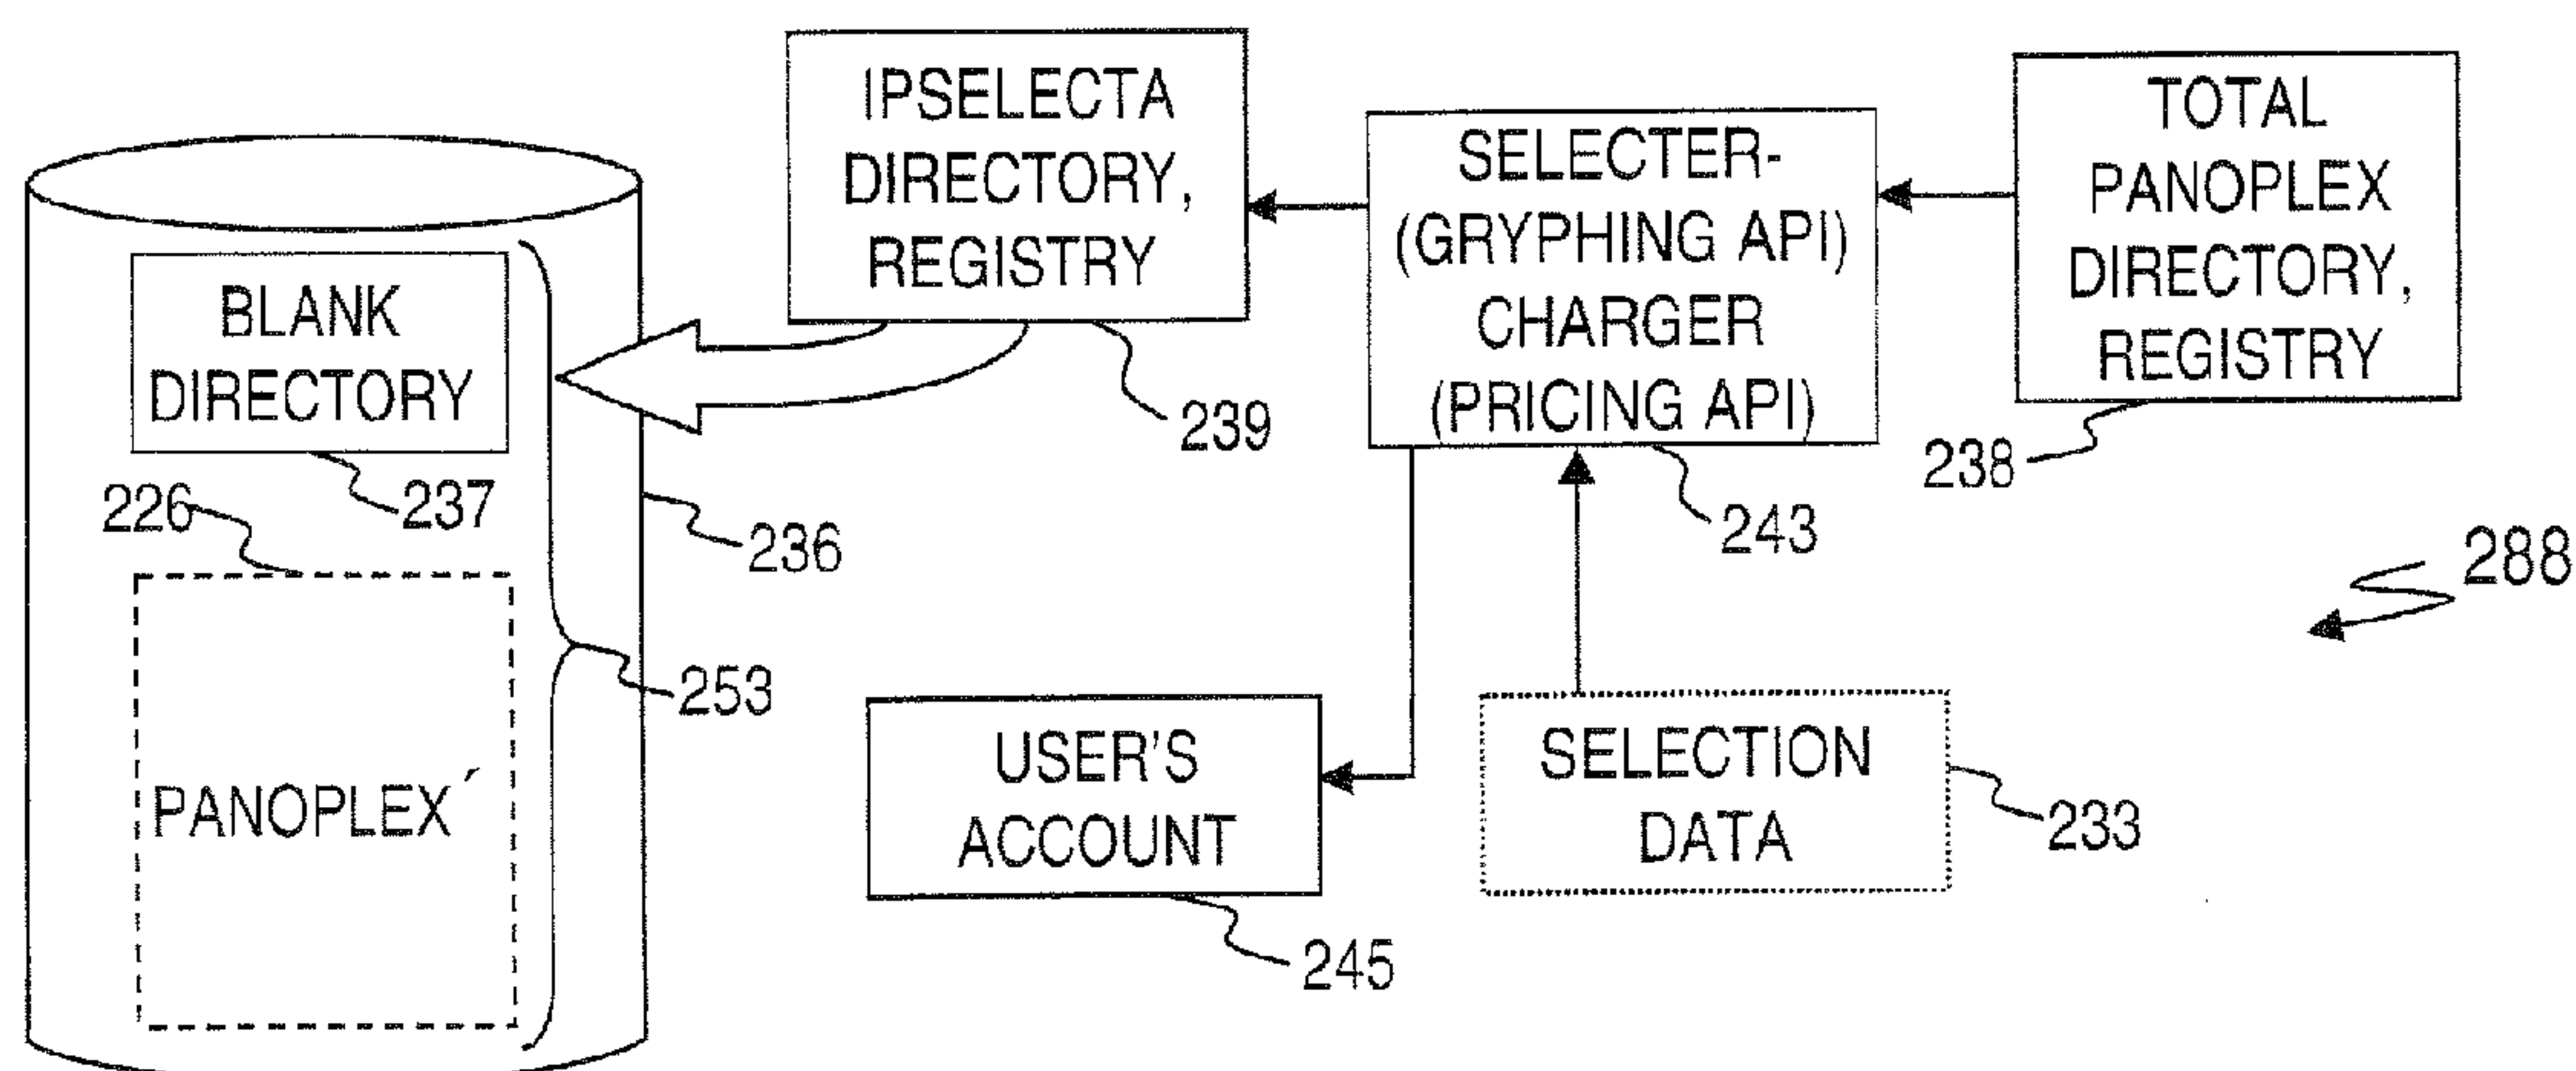 IPSELECTA
DIRECTORY,
REGISTRY
239
SELECTER-
(GRYPHING API)
CHARGER
(PRICING API)
243
TOTAL
PANOPLEX
DIRECTORY,
REGISTRY
238
BLANK
DIRECTORY
237
226
236
253
PANOPLEX´
USER'S
ACCOUNT
245
SELECTION
DATA
233
288